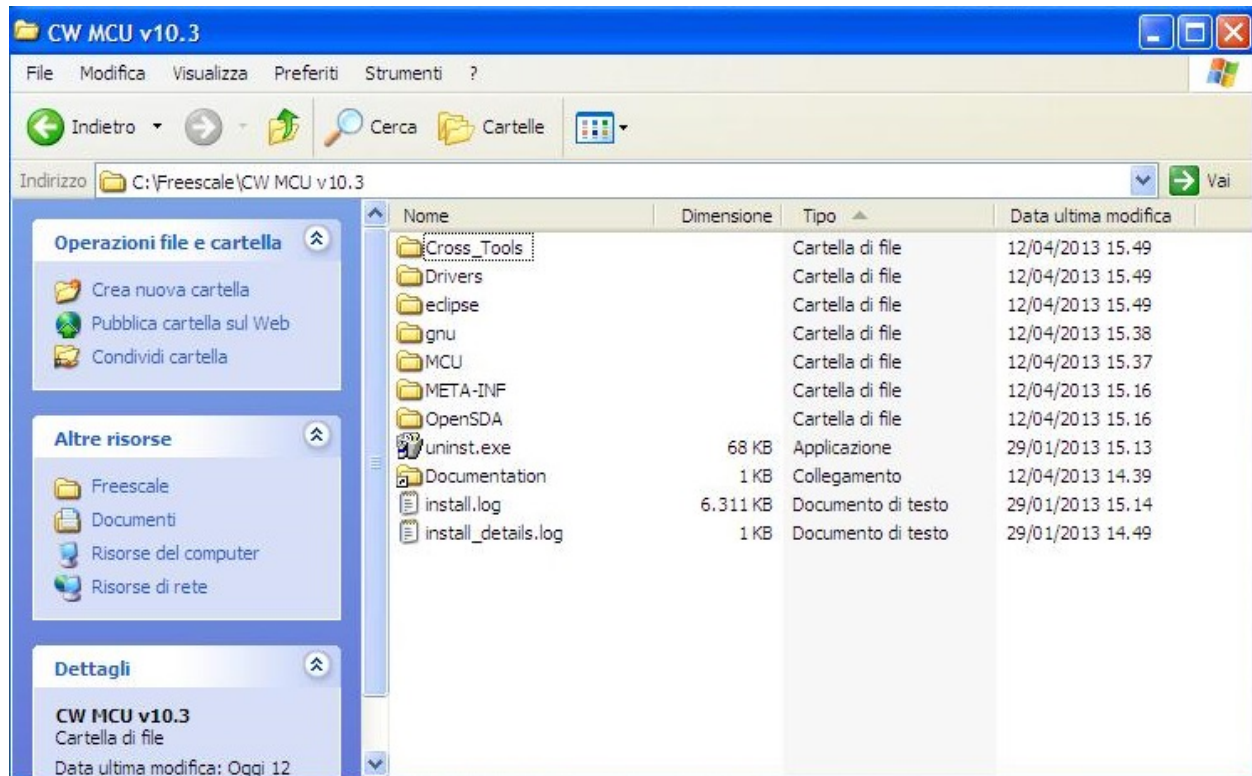 CW MCU v10.3
File Modifica Visualizza Preferiti Strumenti ?
Indietro Cerca Cartelle
Indirizzo C:\Freescale\CW MCU v10.3 Vai
Operazioni file e cartella
Crea nuova cartella
Pubblica cartella sul Web
Condividi cartella
Altre risorse
Freescale
Documenti
Risorse del computer
Risorse di rete
Dettagli
CW MCU v10.3
Cartella di file
Data ultima modifica: Oggi 12
Nome Dimensione Tipo Data ultima modifica
Cross_Tools Cartella di file 12/04/2013 15.49
Drivers Cartella di file 12/04/2013 15.49
eclipse Cartella di file 12/04/2013 15.49
gnu Cartella di file 12/04/2013 15.38
MCU Cartella di file 12/04/2013 15.37
META-INF Cartella di file 12/04/2013 15.16
OpenSDA Cartella di file 12/04/2013 15.16
uninst.exe 68 KB Applicazione 29/01/2013 15.13
Documentation 1 KB Collegamento 12/04/2013 14.39
install.log 6.311 KB Documento di testo 29/01/2013 15.14
install_details.log 1 KB Documento di testo 29/01/2013 14.49